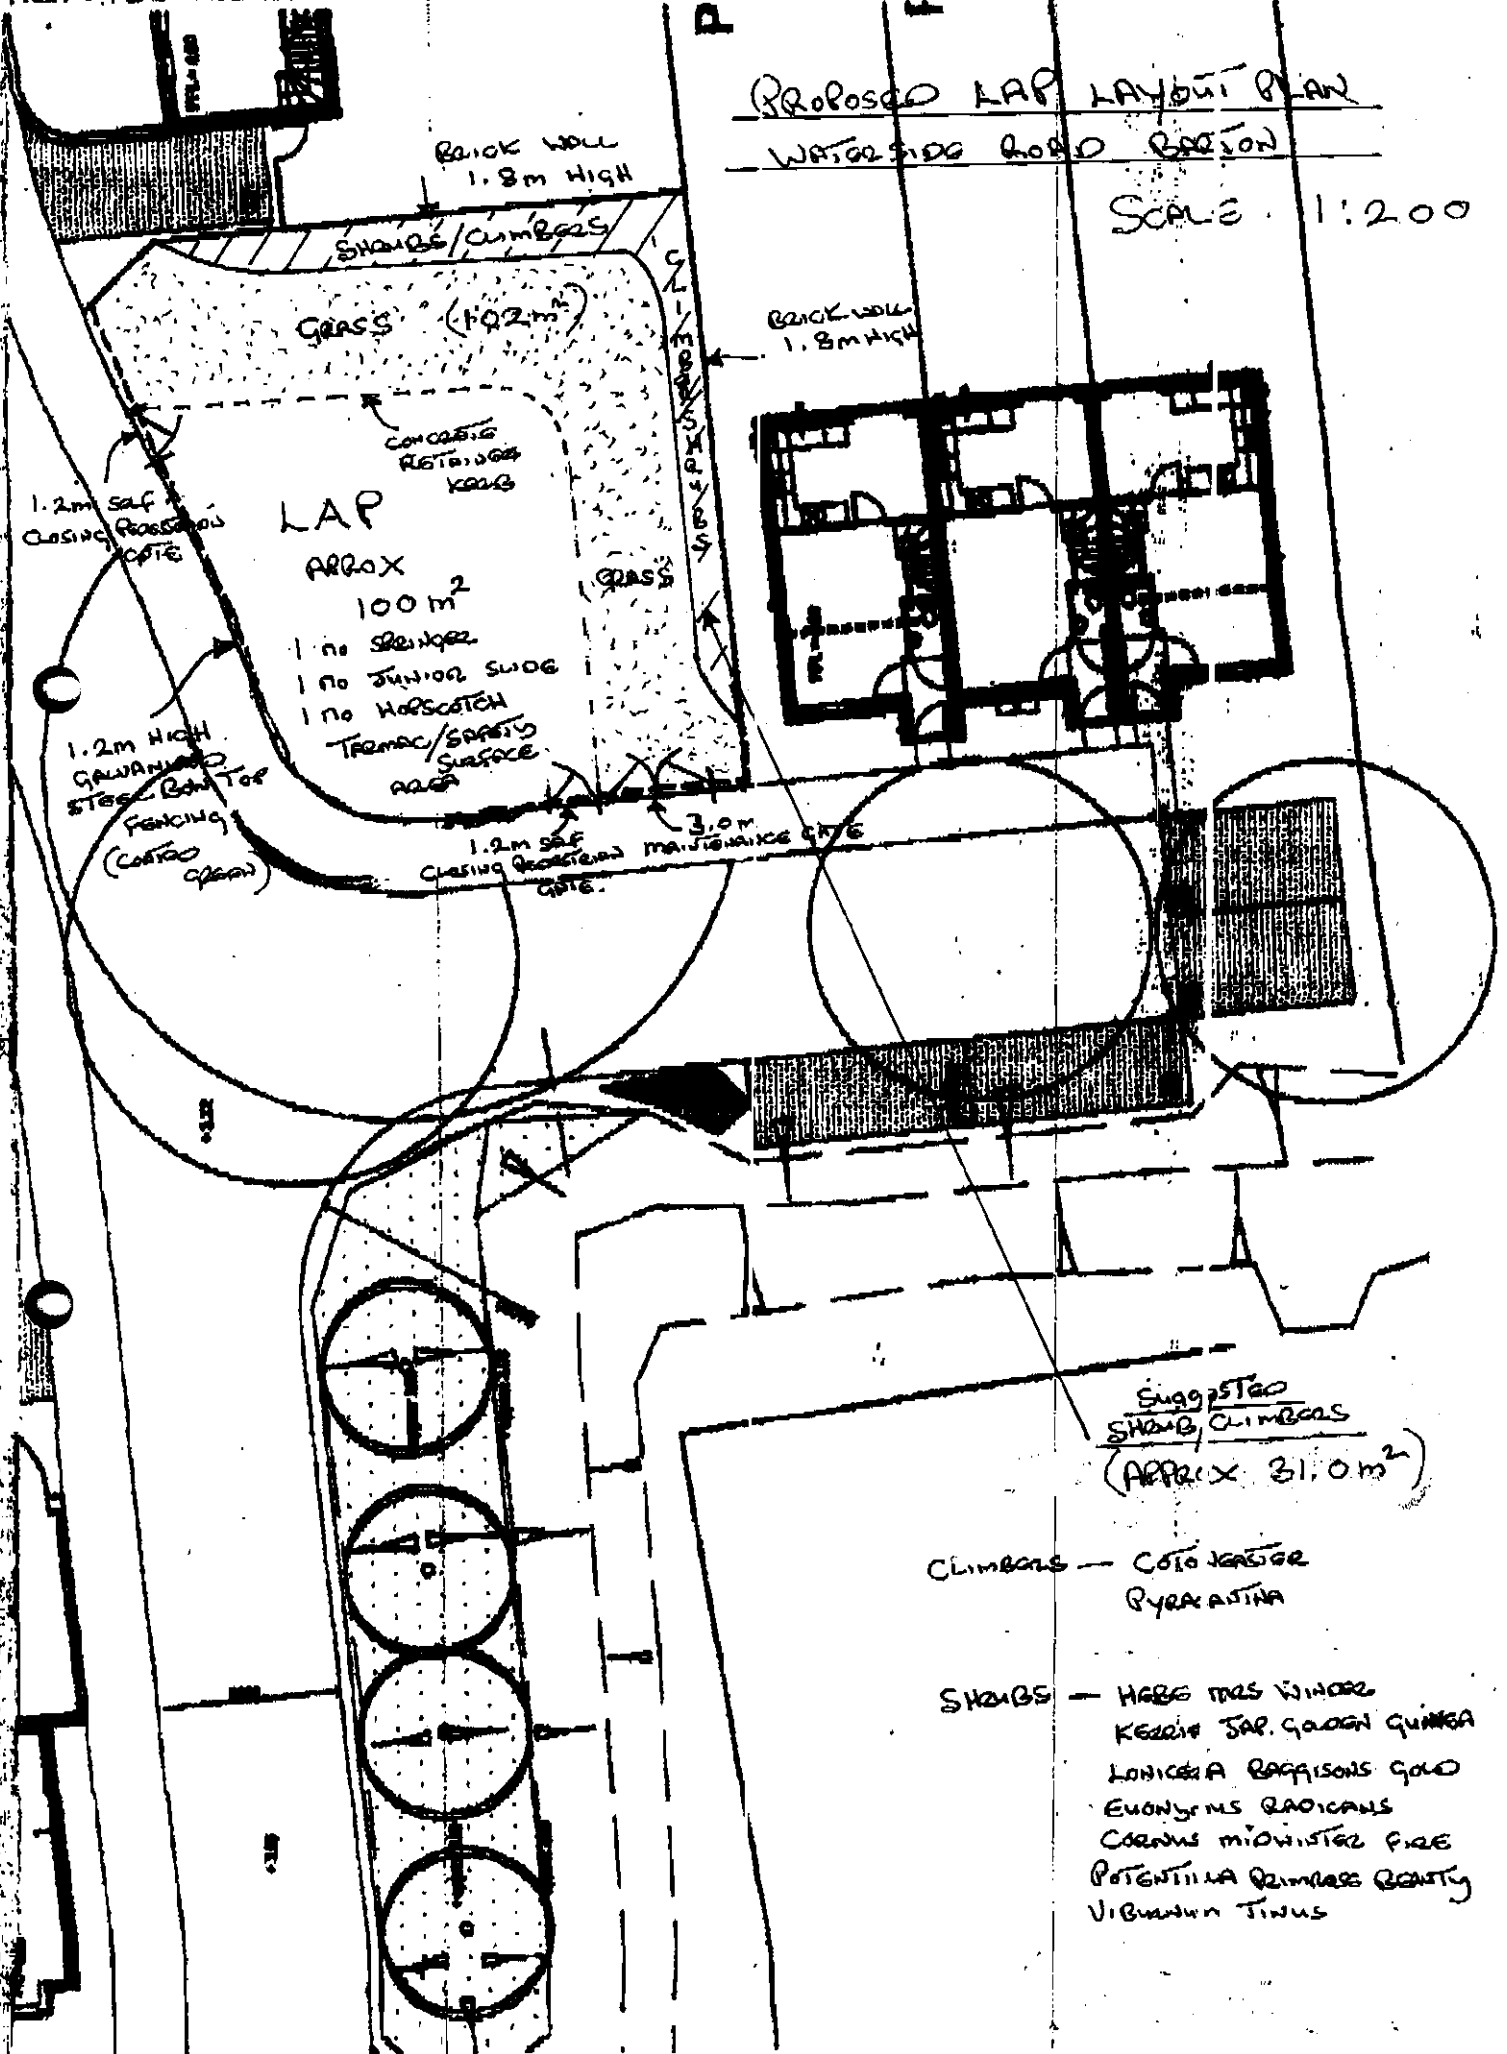 PROPOSED LAP LAYOUT PLAN
WATERSIDE ROAD BARTON
SCALE 1:200
BRICK WALL
1.8m HIGH
SHRUBS/CLIMBERS
GRASS (102m²)
CLIMBERS/SHRUBS
BRICK WALL
1.8m HIGH
CONCRETE
RETAINER
KERB
1.2m SELF
CLOSING PEDESTRIAN
GATE
LAP
APPROX
100 m²
1 no SPRINGER
1 no JUNIOR SLIDE
1 no HOPSCOTCH
TARMAC/SAFETY
SURFACE
AREA
GRASS
1.2m HIGH
GALVANIZED
STEEL BOW TOP
FENCING
(COATED
GREEN)
1.2m SELF
CLOSING PEDESTRIAN
GATE.
3.0m
MAINTENANCE GATE
SUGGESTED
SHRUB/CLIMBERS
(APPROX 31.0m²)
CLIMBERS — COTONEASTER
PYRACANTHA
SHRUBS — HEBE MRS WINDER
KERRIA JAP. GOLDEN GUINEA
LONICERA BAGGISONS GOLD
EUONYMUS RADICANS
CORNUS MIDWINTER FIRE
POTENTILLA PRIMROSE BEAUTY
VIBURNUM TINUS